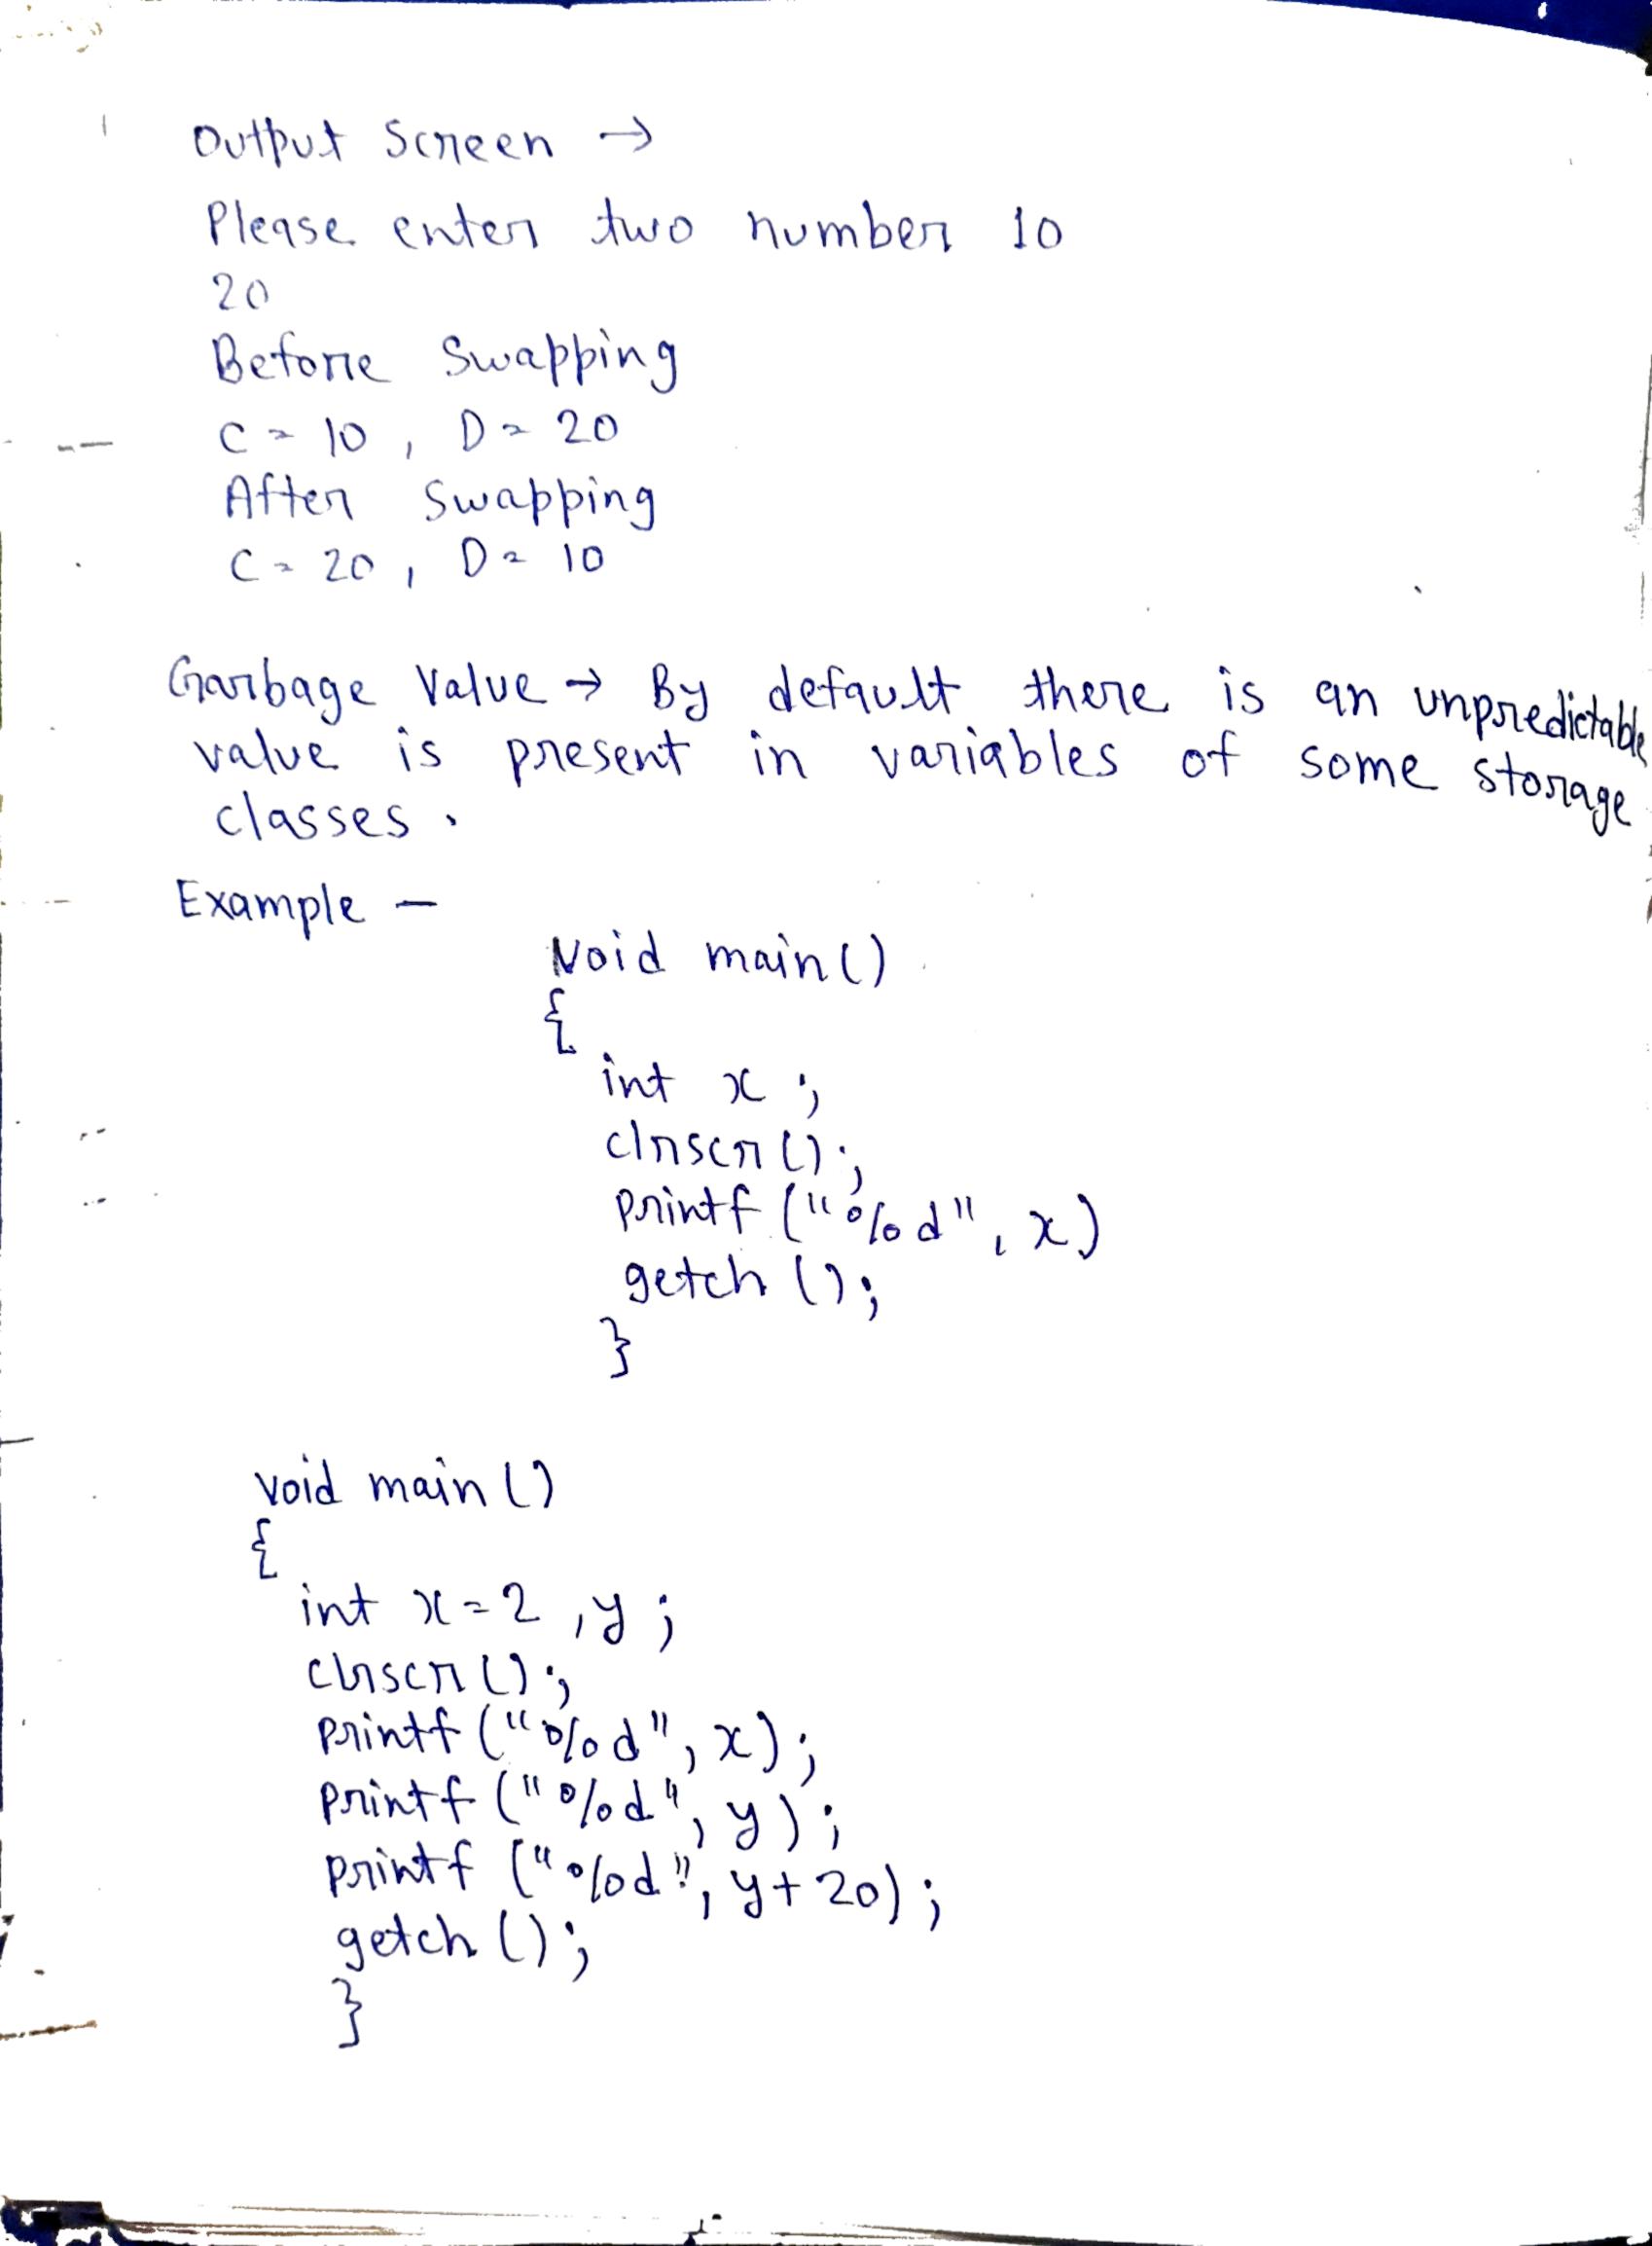 Output Screen →
Please enter two number 10
20
Before Swapping
C = 10 , D = 20
After Swapping
C = 20 , D = 10
Garbage Value → By default there is an unpredictable
value is present in variables of some storage
classes .
Example —
Void main()
{
int x ;
clrscr();
Printf ("%d", x)
getch ();
}
void main ()
{
int x = 2 , y ;
clrscr();
Printf ("%d", x);
Printf ("%d", y);
Printf ("%d", y + 20);
getch ();
}